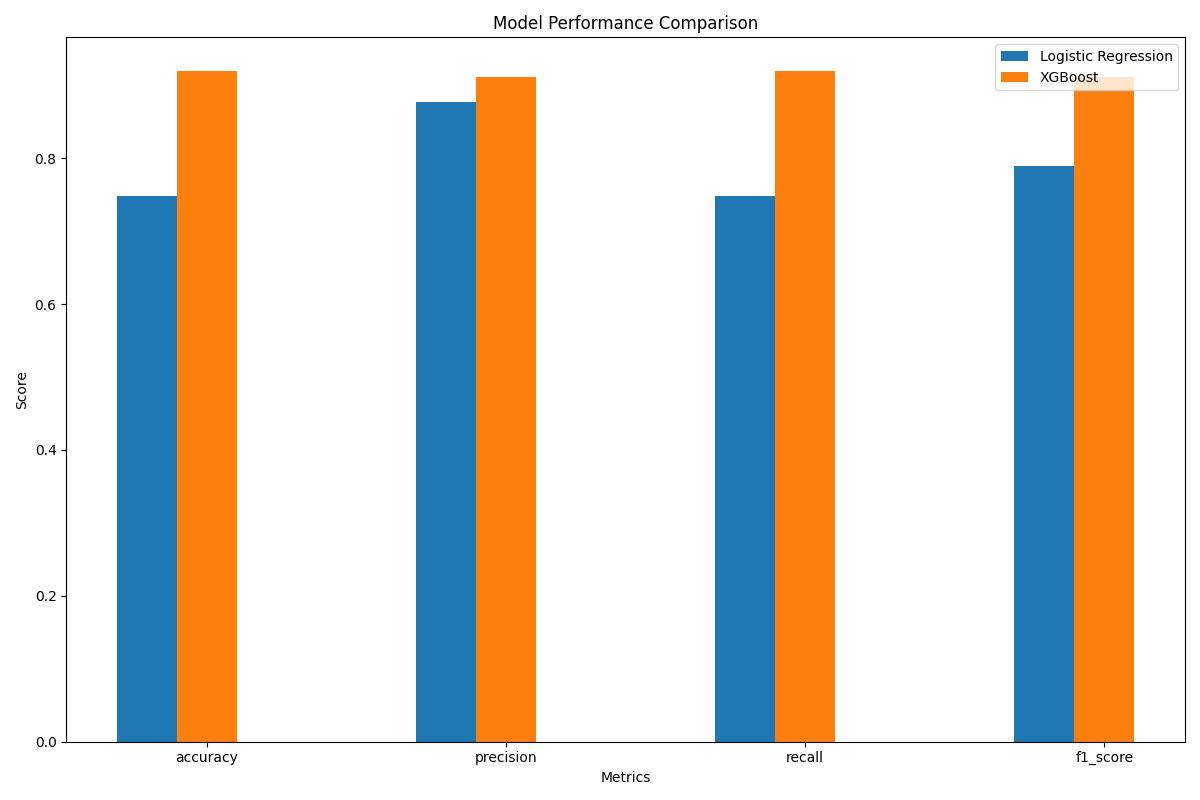 Model Performance Comparison
Logistic Regression
XGBoost
Score
0.8
0.6
0.4
0.2
0.0
accuracy precision recall f1_score
Metrics